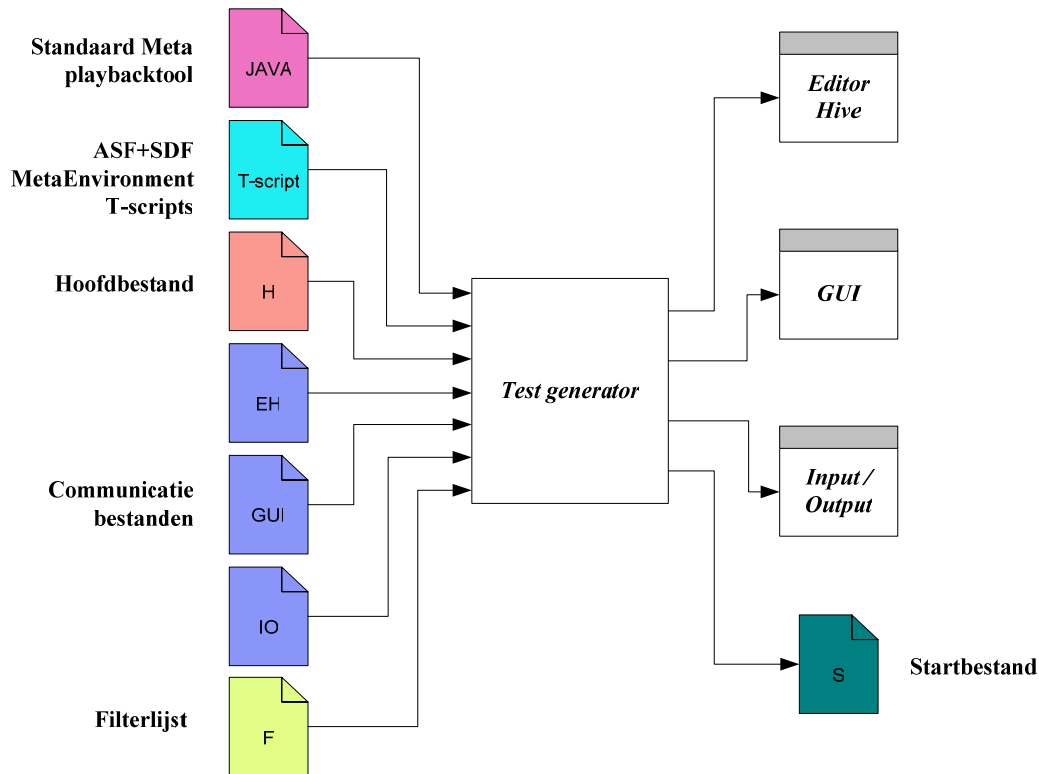 Standaard Meta
playbacktool
JAVA
ASF+SDF
MetaEnvironment
T-scripts
T-script
Hoofdbestand
H
EH
Communicatie
bestanden
GUI
IO
Filterlijst
F
Test generator
Editor
Hive
GUI
Input /
Output
S
Startbestand